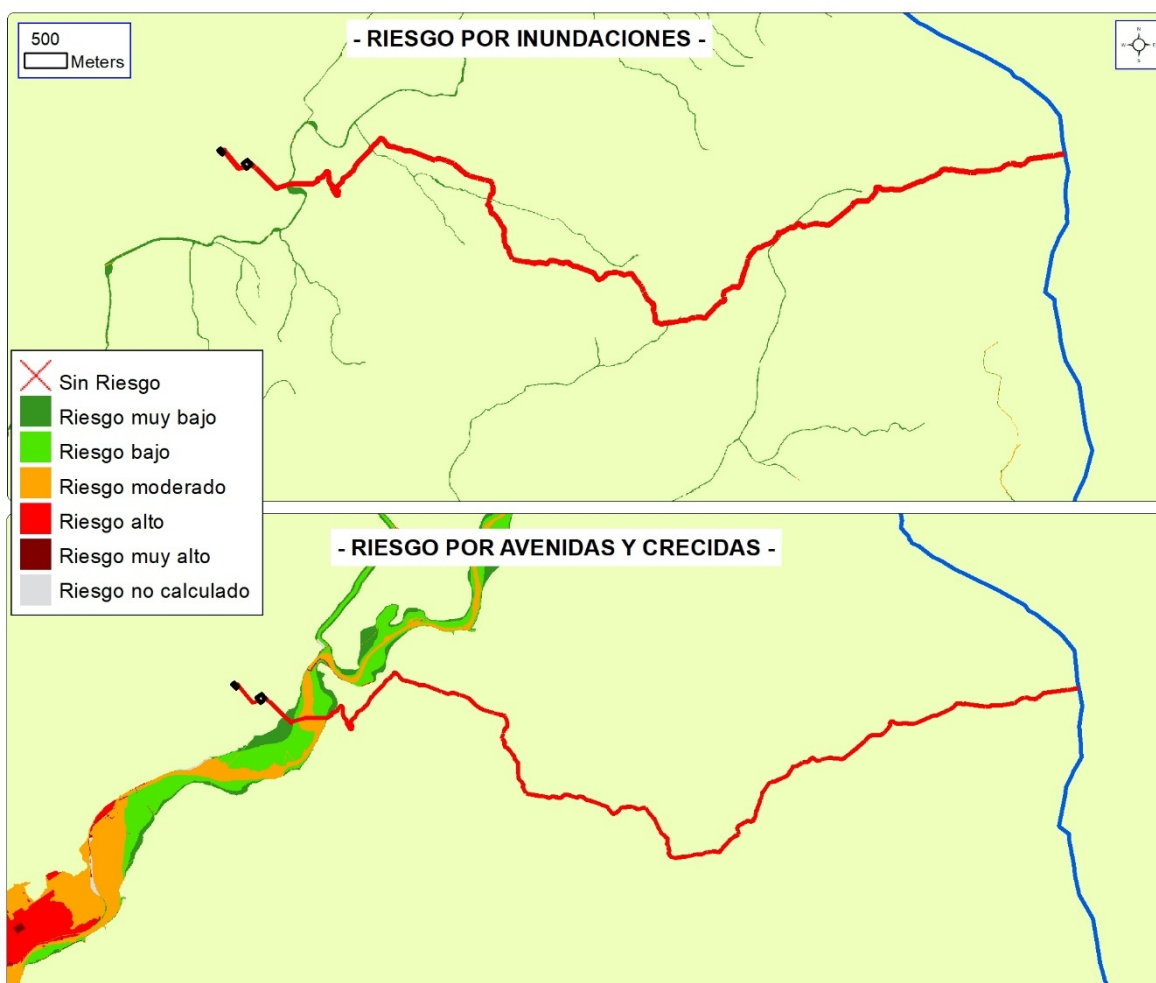 500
Meters
- RIESGO POR INUNDACIONES -
N
W E
S
Sin Riesgo
Riesgo muy bajo
Riesgo bajo
Riesgo moderado
Riesgo alto
Riesgo muy alto
Riesgo no calculado
- RIESGO POR AVENIDAS Y CRECIDAS -